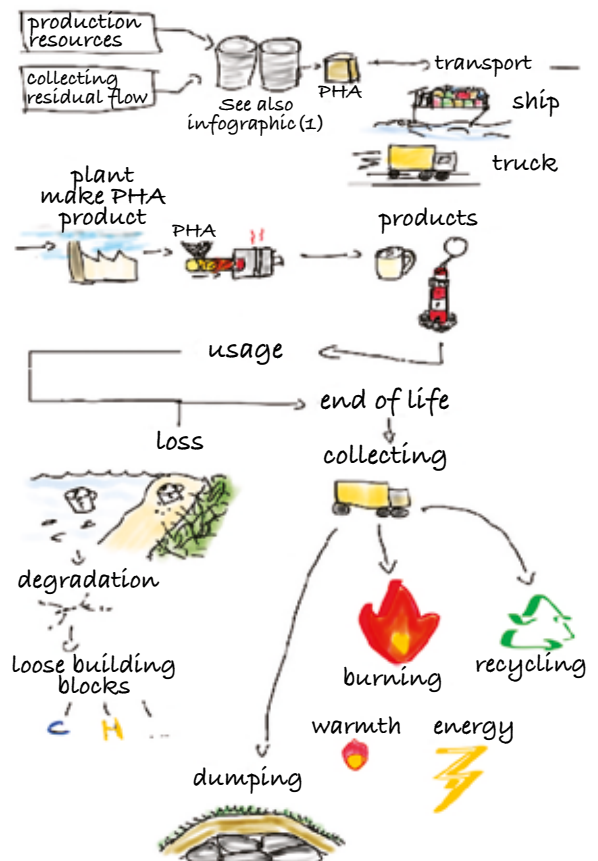 production
resources
collecting
residual flow
See also
infographic (1)
PHA
transport
ship
truck
plant
make PHA
product
PHA
products
usage
end of life
loss
collecting
degradation
loose building
blocks
C H ...
burning
recycling
warmth energy
dumping